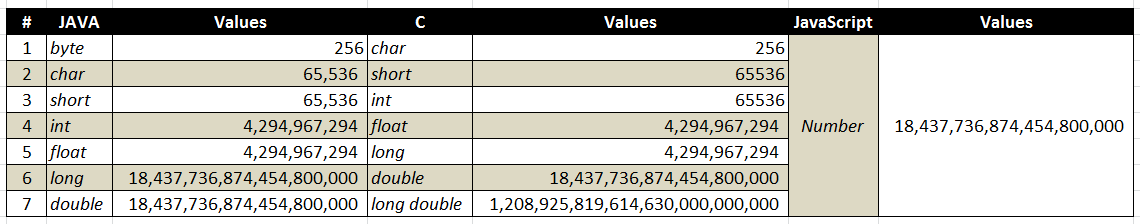 # JAVA Values C Values JavaScript Values
1 byte 256 char 256
2 char 65,536 short 65536
3 short 65,536 int 65536
4 int 4,294,967,294 float 4,294,967,294 Number 18,437,736,874,454,800,000
5 float 4,294,967,294 long 4,294,967,294
6 long 18,437,736,874,454,800,000 double 18,437,736,874,454,800,000
7 double 18,437,736,874,454,800,000 long double 1,208,925,819,614,630,000,000,000